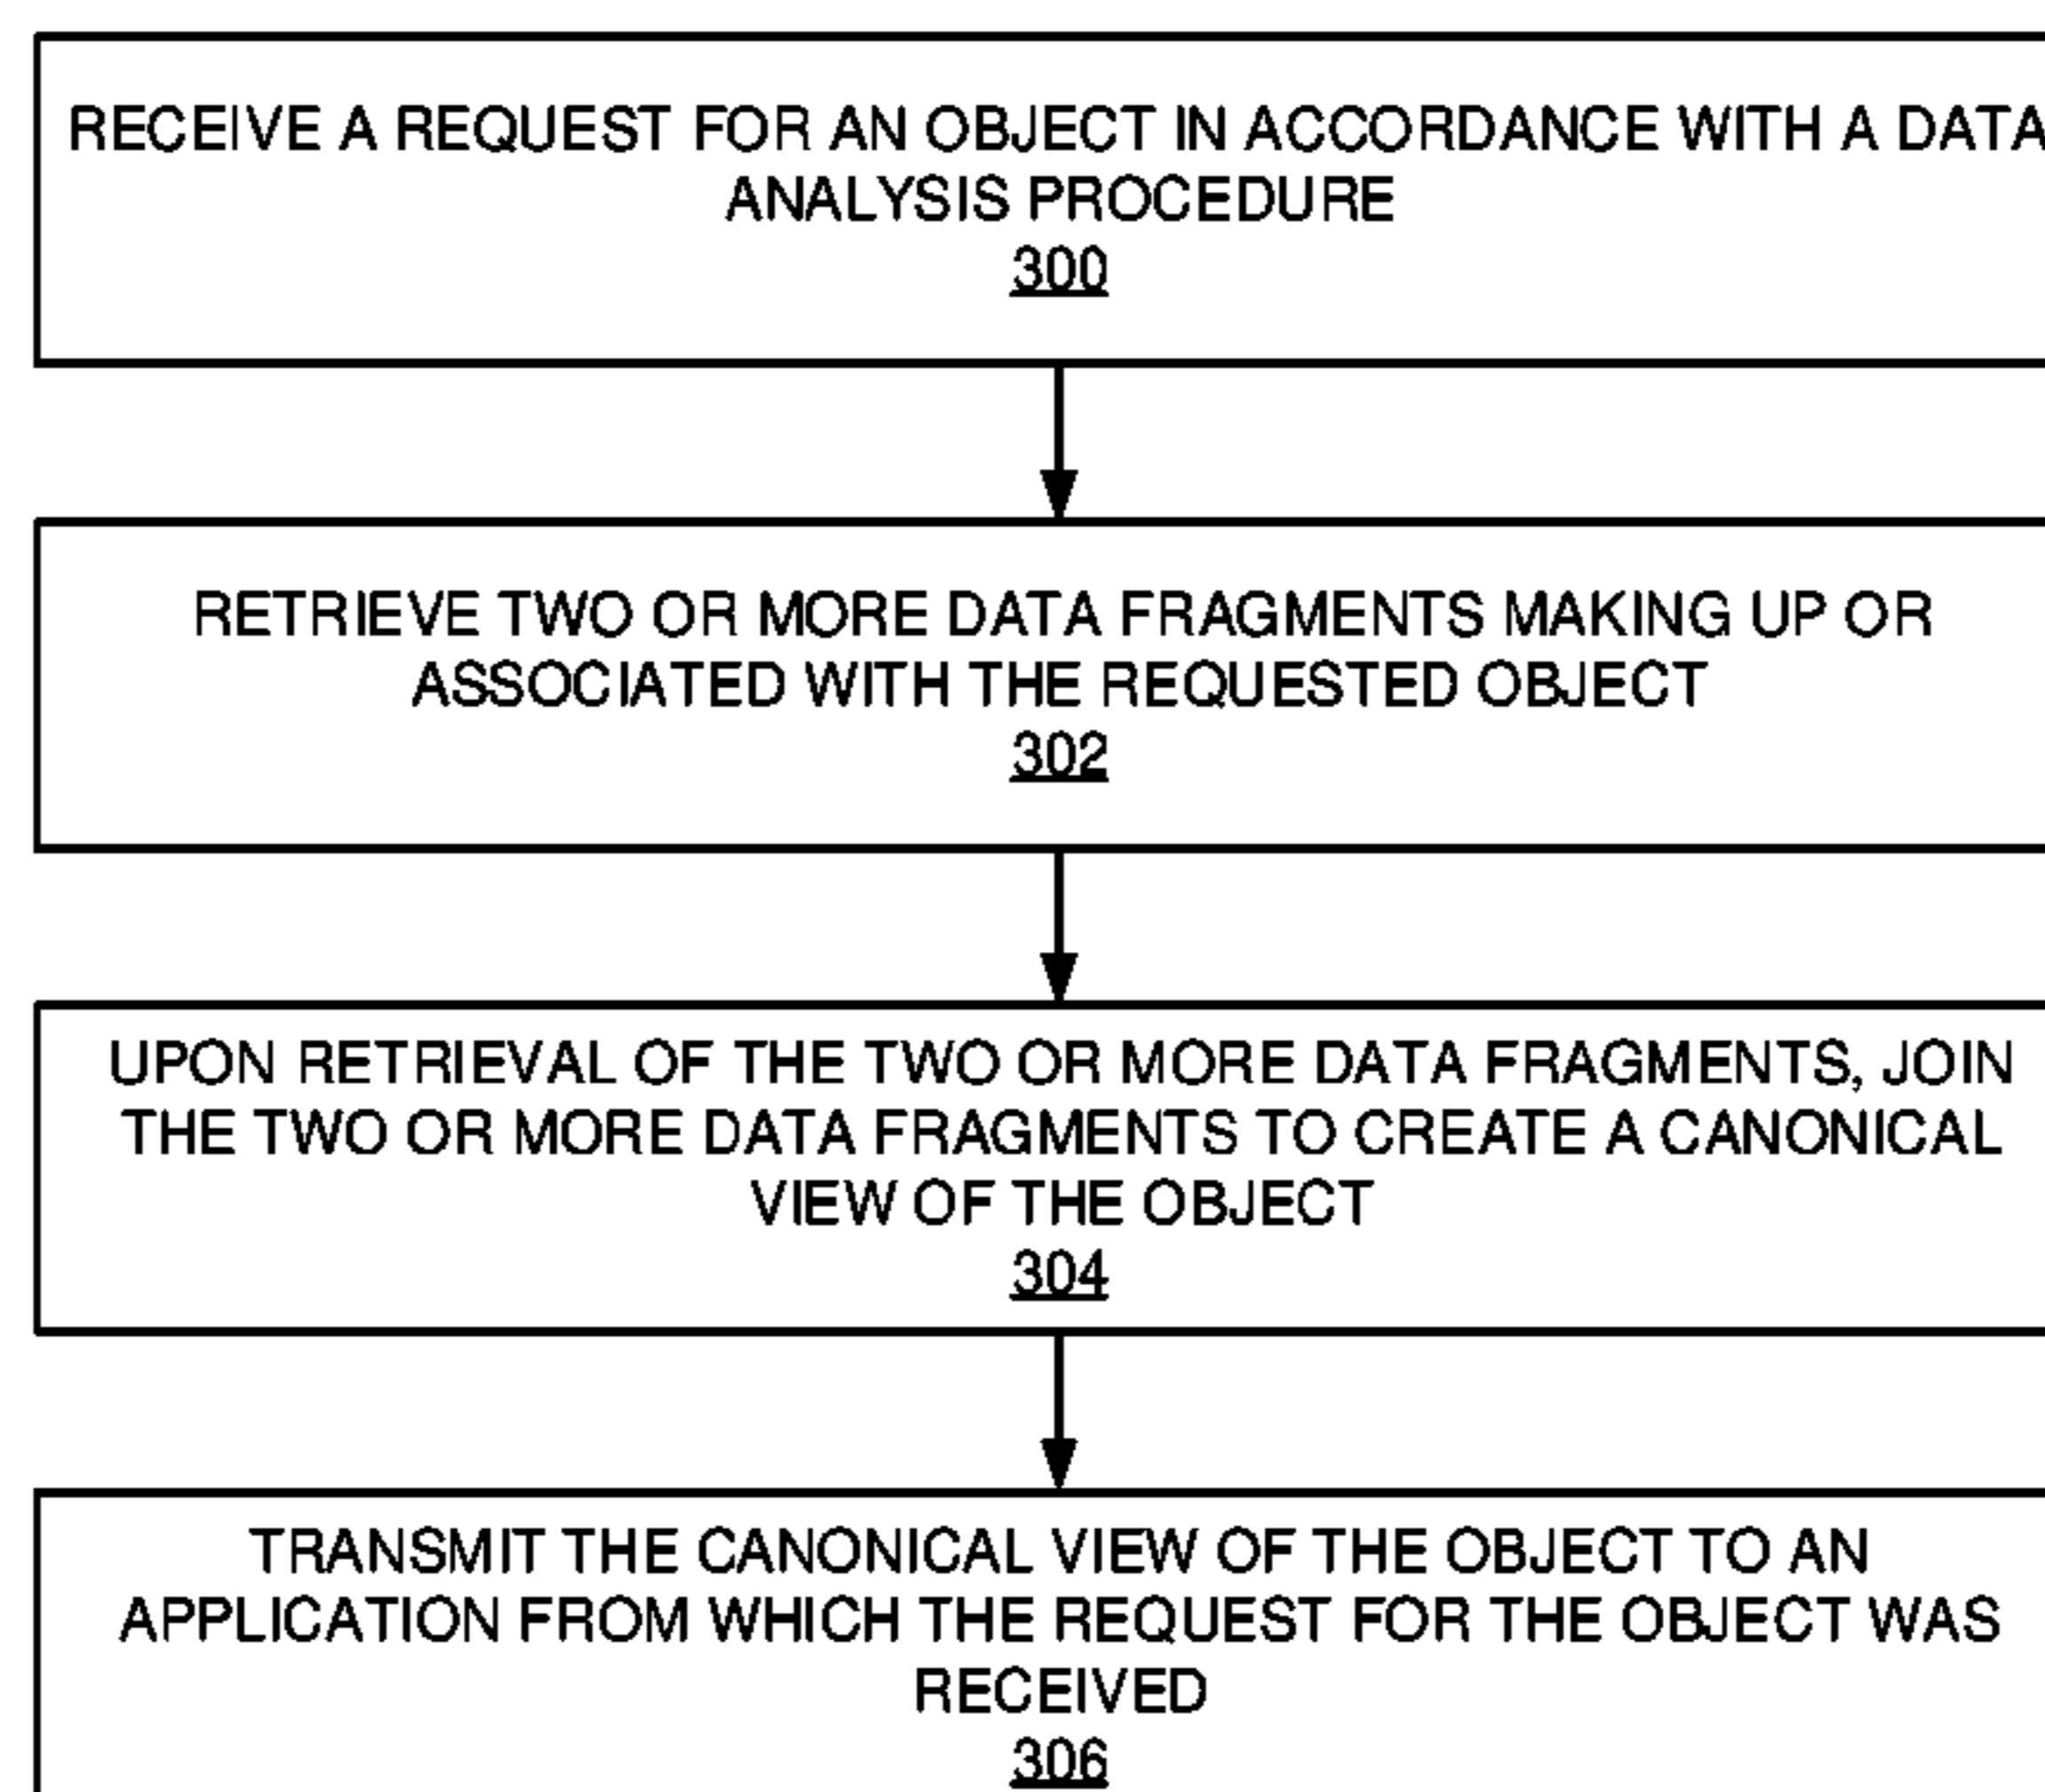 RECEIVE A REQUEST FOR AN OBJECT IN ACCORDANCE WITH A DATA
ANALYSIS PROCEDURE
300
RETRIEVE TWO OR MORE DATA FRAGMENTS MAKING UP OR
ASSOCIATED WITH THE REQUESTED OBJECT
302
UPON RETRIEVAL OF THE TWO OR MORE DATA FRAGMENTS, JOIN
THE TWO OR MORE DATA FRAGMENTS TO CREATE A CANONICAL
VIEW OF THE OBJECT
304
TRANSMIT THE CANONICAL VIEW OF THE OBJECT TO AN
APPLICATION FROM WHICH THE REQUEST FOR THE OBJECT WAS
RECEIVED
306